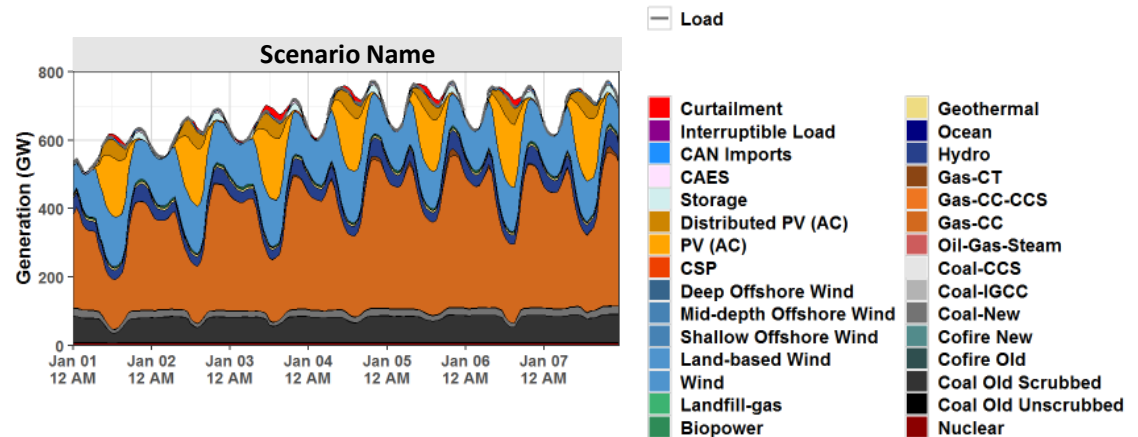 Load
Scenario Name
Generation (GW)
800
600
400
200
0
Jan 01
12 AM
Jan 02
12 AM
Jan 03
12 AM
Jan 04
12 AM
Jan 05
12 AM
Jan 06
12 AM
Jan 07
12 AM
Curtailment
Interruptible Load
CAN Imports
CAES
Storage
Distributed PV (AC)
PV (AC)
CSP
Deep Offshore Wind
Mid-depth Offshore Wind
Shallow Offshore Wind
Land-based Wind
Wind
Landfill-gas
Biopower
Geothermal
Ocean
Hydro
Gas-CT
Gas-CC-CCS
Gas-CC
Oil-Gas-Steam
Coal-CCS
Coal-IGCC
Coal-New
Cofire New
Cofire Old
Coal Old Scrubbed
Coal Old Unscrubbed
Nuclear